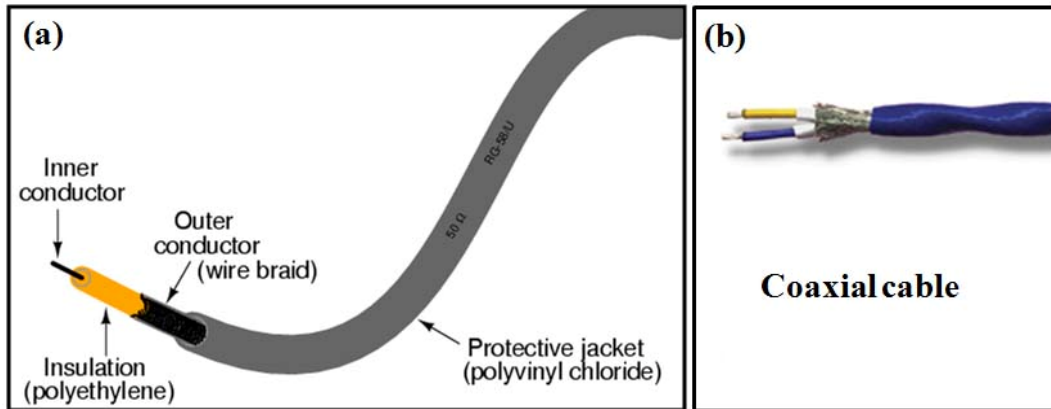 (a)
Inner
conductor
Outer
conductor
(wire braid)
RG-58/U
50 Ω
Insulation
(polyethylene)
Protective jacket
(polyvinyl chloride)
(b)
Coaxial cable